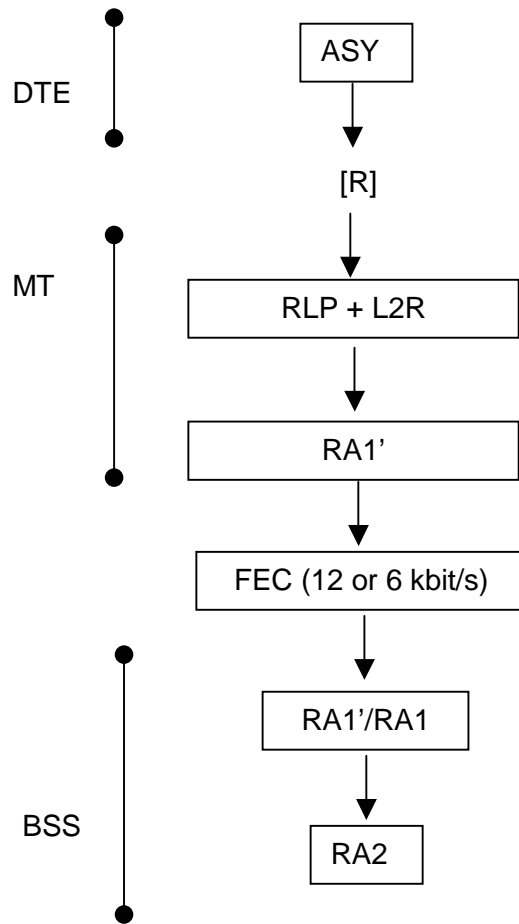 ASY
DTE
[R]
MT
RLP + L2R
RA1’
FEC (12 or 6 kbit/s)
RA1’/RA1
BSS
RA2